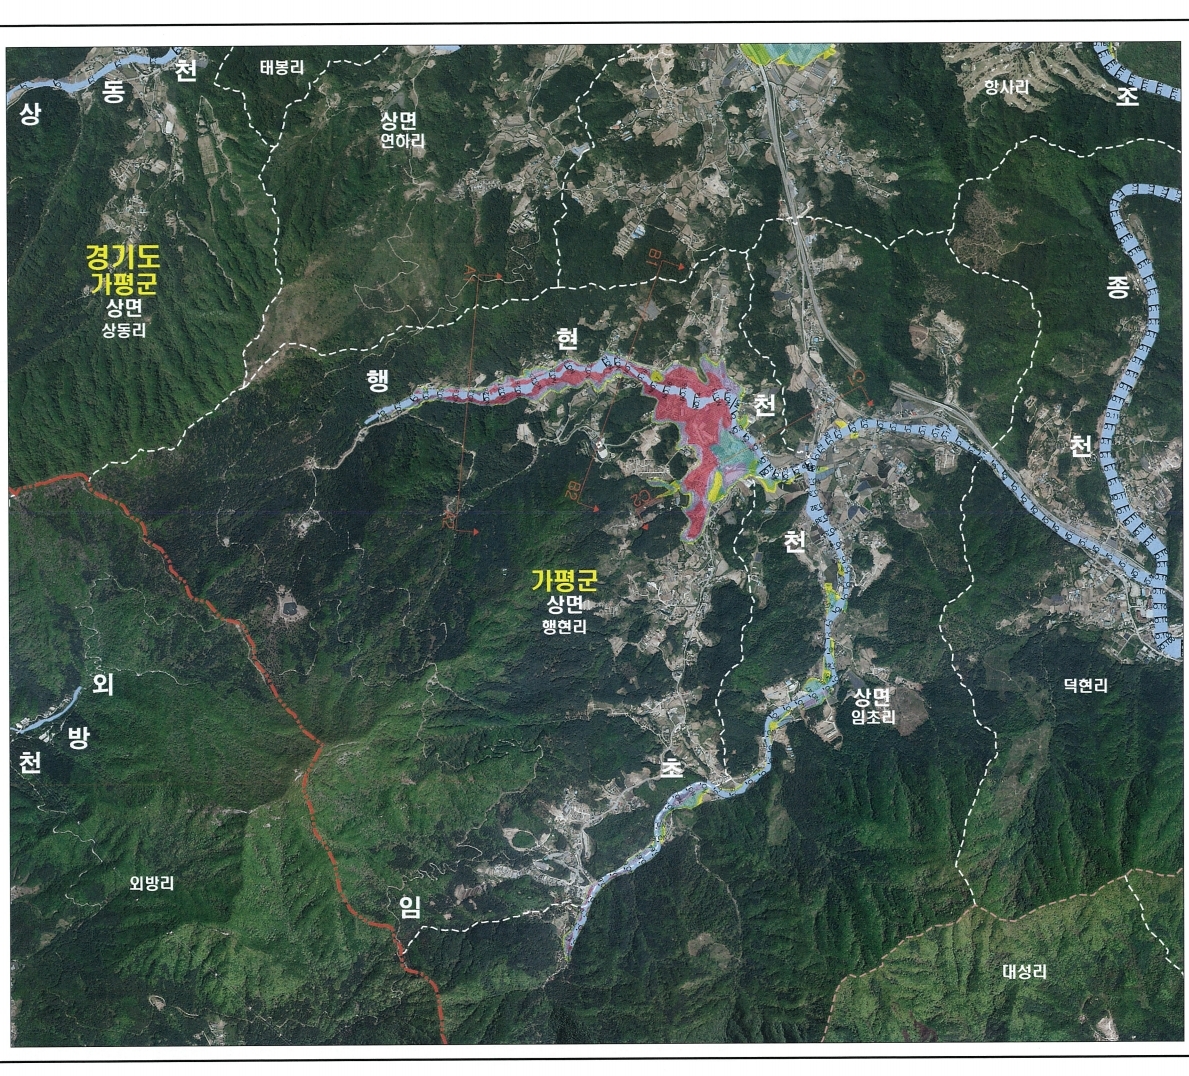 상
동
천
태봉리
상면
연하리
항사리
조
경기도
가평군
상면
상동리
B1
A
종
현
행
천
천
B2
천
가평군
상면
행현리
외
방
천
상면
임초리
덕현리
초
외방리
임
대성리